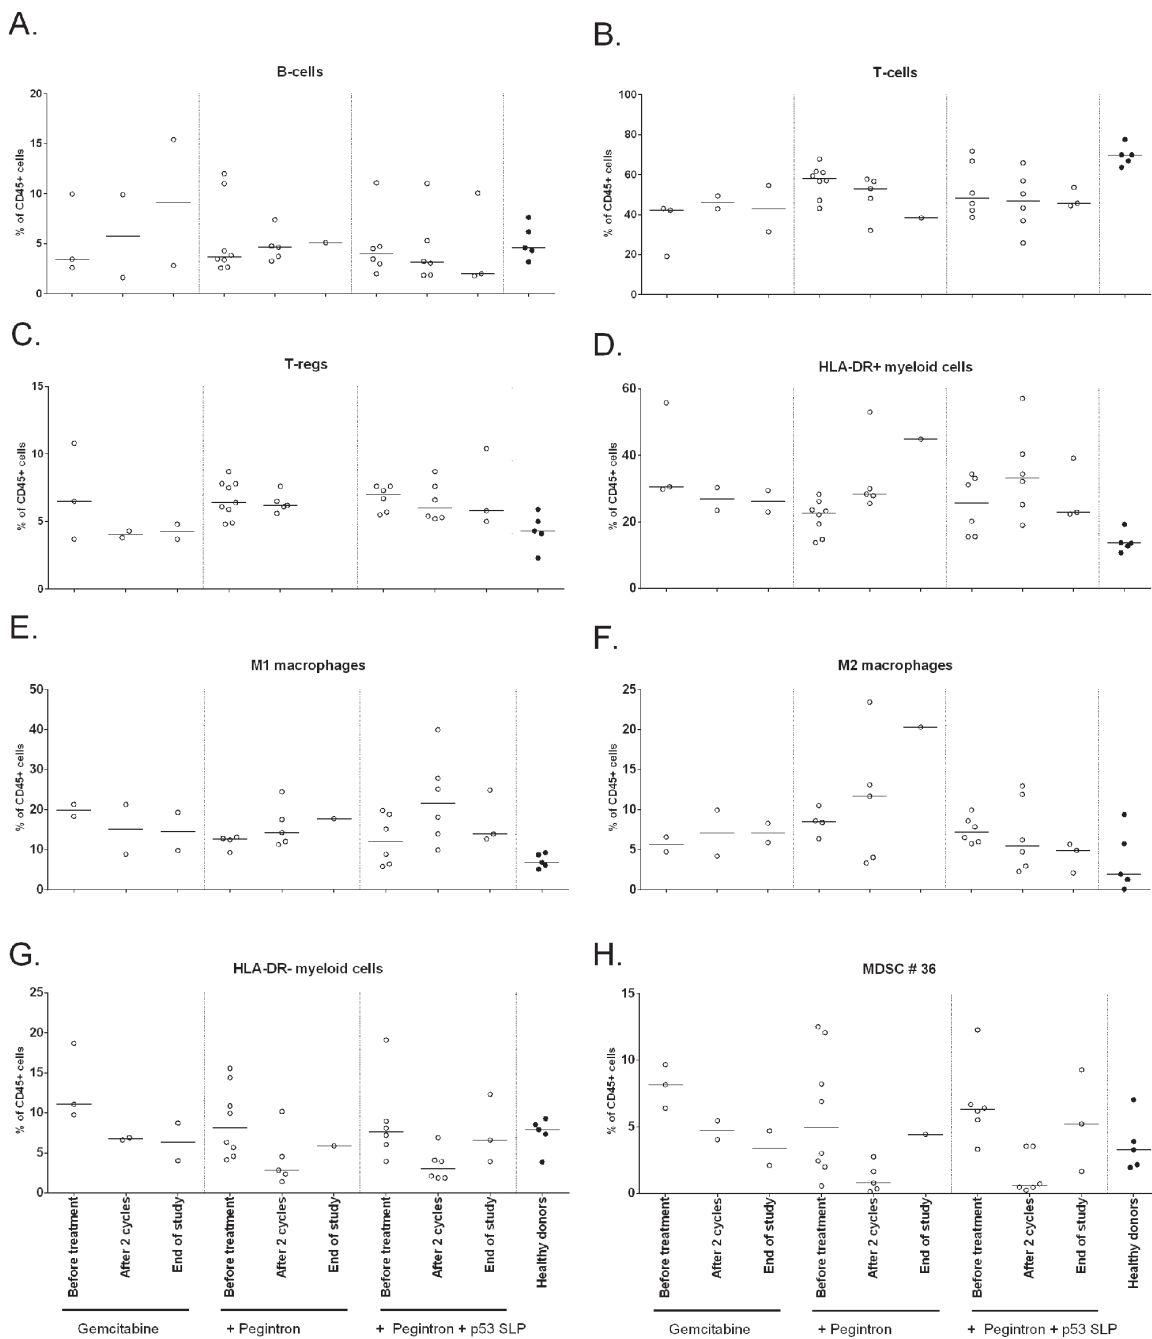 A.
B-cells
% of CD45+ cells
20
15
10
5
0
B.
T-cells
% of CD45+ cells
100
80
60
40
20
0
C.
T-regs
% of CD45+ cells
15
10
5
0
D.
HLA-DR+ myeloid cells
% of CD45+ cells
60
40
20
0
E.
M1 macrophages
% of CD45+ cells
50
40
30
20
10
0
F.
M2 macrophages
% of CD45+ cells
25
20
15
10
5
0
G.
HLA-DR- myeloid cells
% of CD45+ cells
25
20
15
10
5
0
Before treatment
After 2 cycles
End of study
Before treatment
After 2 cycles
End of study
Before treatment
After 2 cycles
End of study
Healthy donors
Gemcitabine
+ Pegintron
+ Pegintron + p53 SLP
H.
MDSC # 36
% of CD45+ cells
15
10
5
0
Before treatment
After 2 cycles
End of study
Before treatment
After 2 cycles
End of study
Before treatment
After 2 cycles
End of study
Healthy donors
Gemcitabine
+ Pegintron
+ Pegintron + p53 SLP